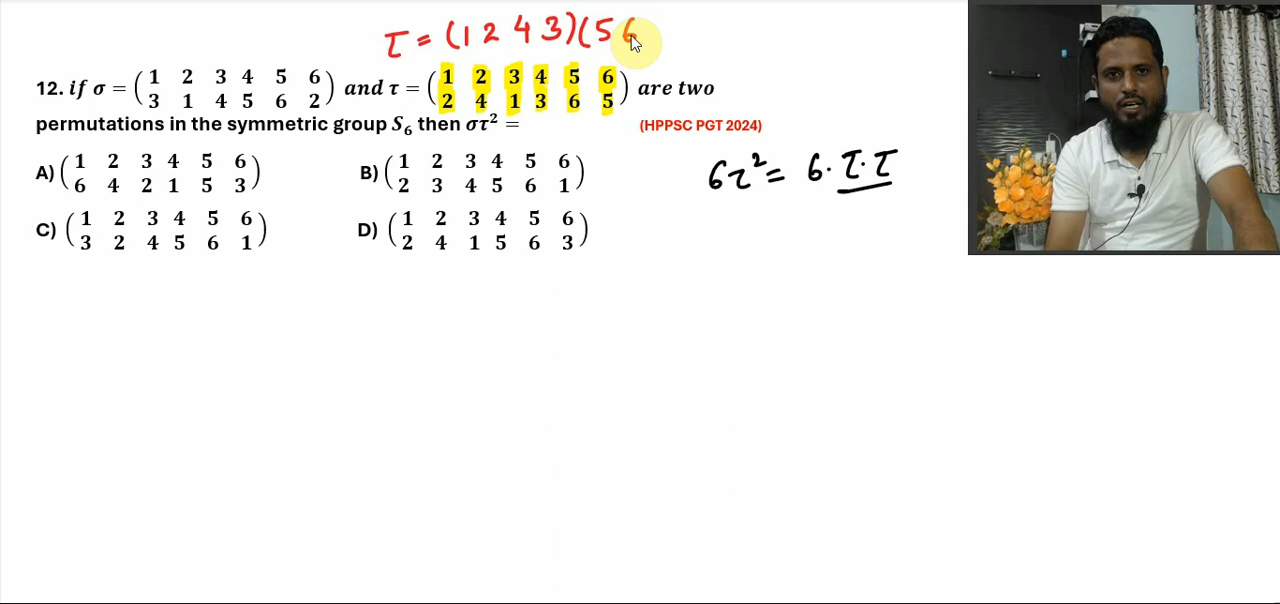 τ = (1 2 4 3)(5 6
12. if σ = ( 1 2 3 4 5 6 ) and τ = ( 1 2 3 4 5 6 ) are two
3 1 4 5 6 2 2 4 1 3 6 5
permutations in the symmetric group S₆ then στ² = (HPPSC PGT 2024)
στ² = σ·τ·τ
A) ( 1 2 3 4 5 6 ) B) ( 1 2 3 4 5 6 )
6 4 2 1 5 3 2 3 4 5 6 1
C) ( 1 2 3 4 5 6 ) D) ( 1 2 3 4 5 6 )
3 2 4 5 6 1 2 4 1 5 6 3